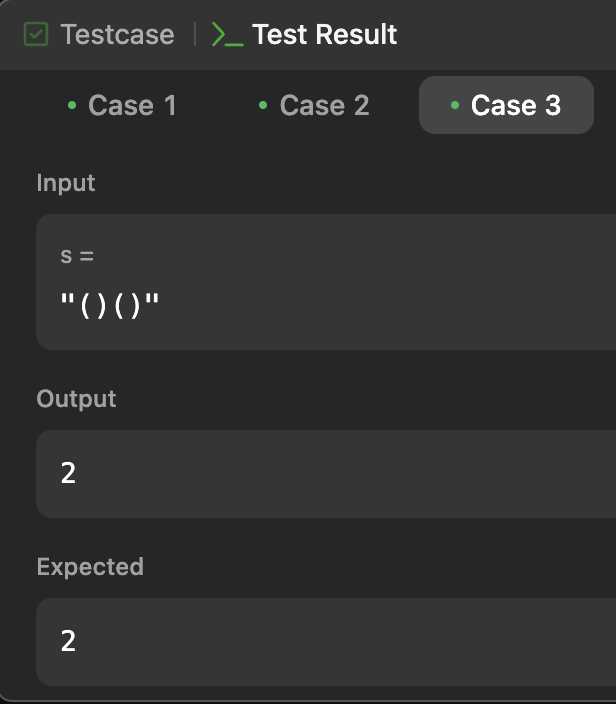 Testcase | >_ Test Result
• Case 1 • Case 2 • Case 3
Input
s =
"()()"
Output
2
Expected
2